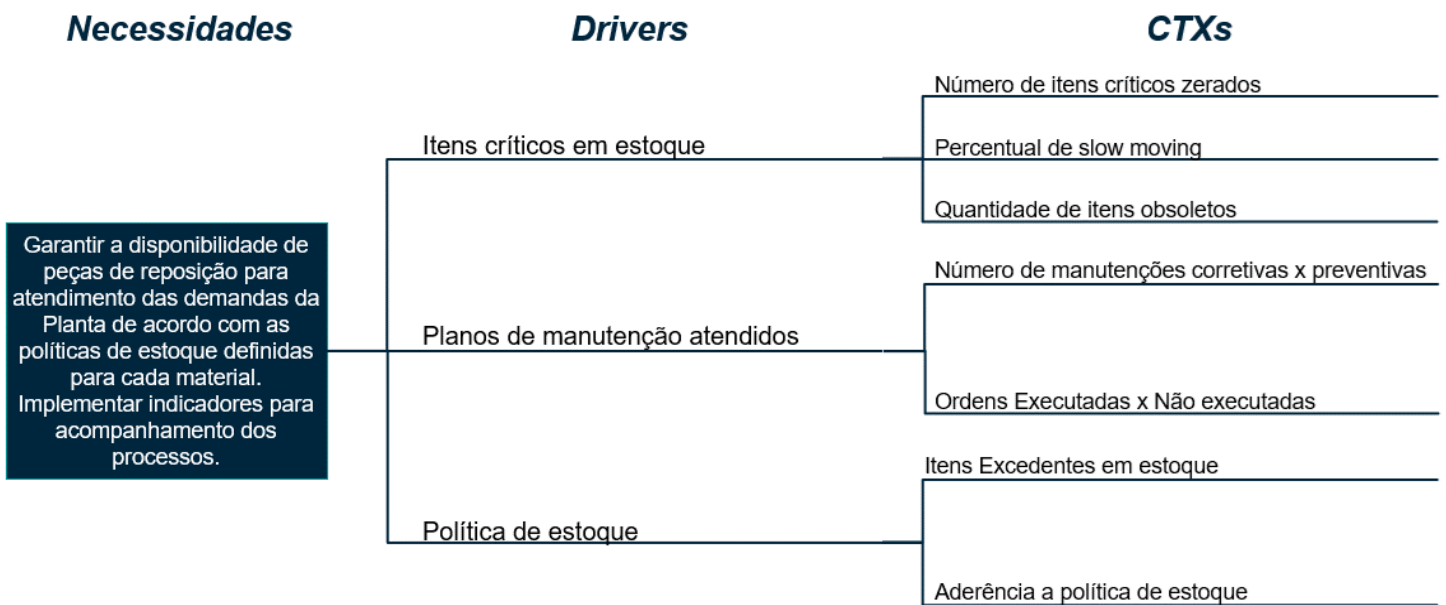 Necessidades
Drivers
CTXs
Garantir a disponibilidade de
peças de reposição para
atendimento das demandas da
Planta de acordo com as
políticas de estoque definidas
para cada material.
Implementar indicadores para
acompanhamento dos
processos.
Itens críticos em estoque
Número de itens críticos zerados
Percentual de slow moving
Quantidade de itens obsoletos
Planos de manutenção atendidos
Número de manutenções corretivas x preventivas
Ordens Executadas x Não executadas
Política de estoque
Itens Excedentes em estoque
Aderência a política de estoque